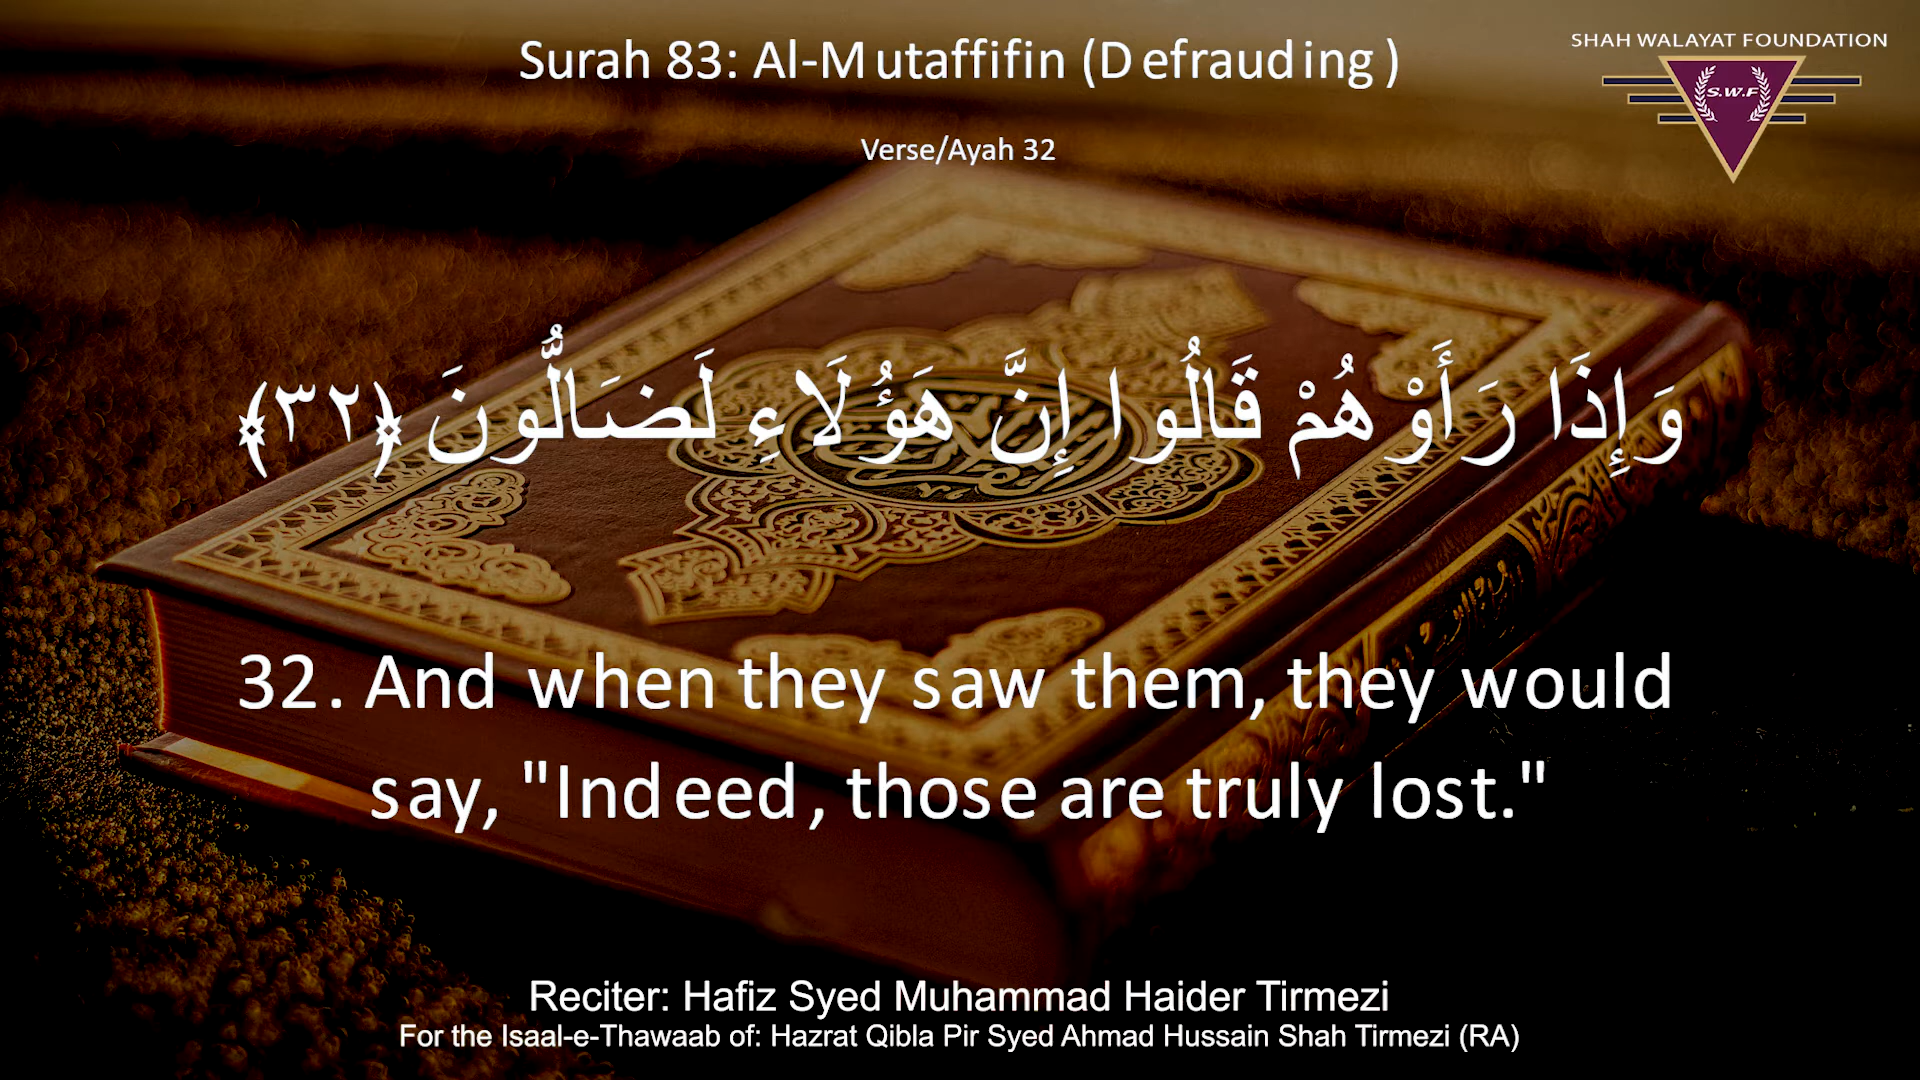 Surah 83: Al-Mutaffifin (Defrauding)
SHAH WALAYAT FOUNDATION
S.W.F
Verse/Ayah 32
وَإِذَا رَأَوْهُمْ قَالُوا إِنَّ هَؤُلَاءِ لَضَالُّونَ ﴿٣٢﴾
32. And when they saw them, they would
say, "Indeed, those are truly lost."
Reciter: Hafiz Syed Muhammad Haider Tirmezi
For the Isaal-e-Thawaab of: Hazrat Qibla Pir Syed Ahmad Hussain Shah Tirmezi (RA)